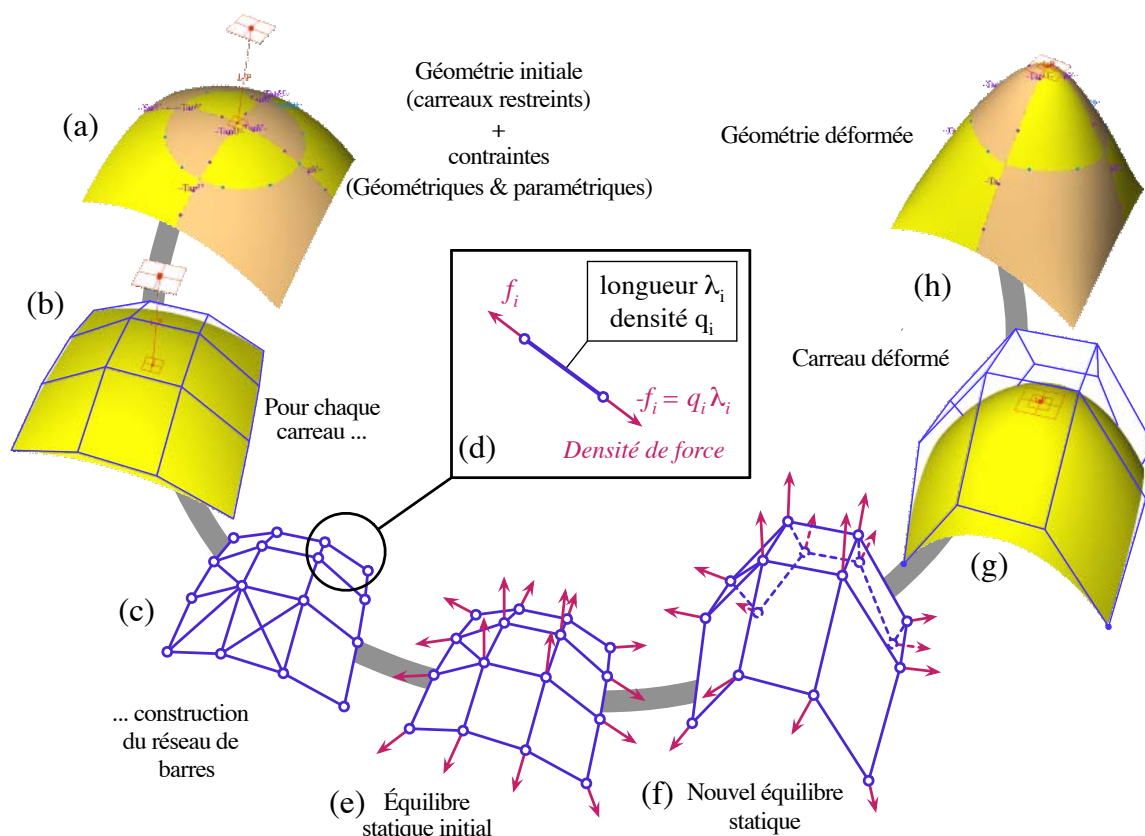 (a)
Géométrie initiale
(carreaux restreints)
+
contraintes
(Géométriques & paramétriques)
Géométrie déformée
(h)
(b)
Pour chaque
carreau ...
f_i
longueur λ_i
densité q_i
-f_i = q_i λ_i
Densité de force
(d)
Carreau déformé
(g)
(c)
... construction
du réseau de
barres
(e)
Équilibre
statique initial
(f)
Nouvel équilibre
statique